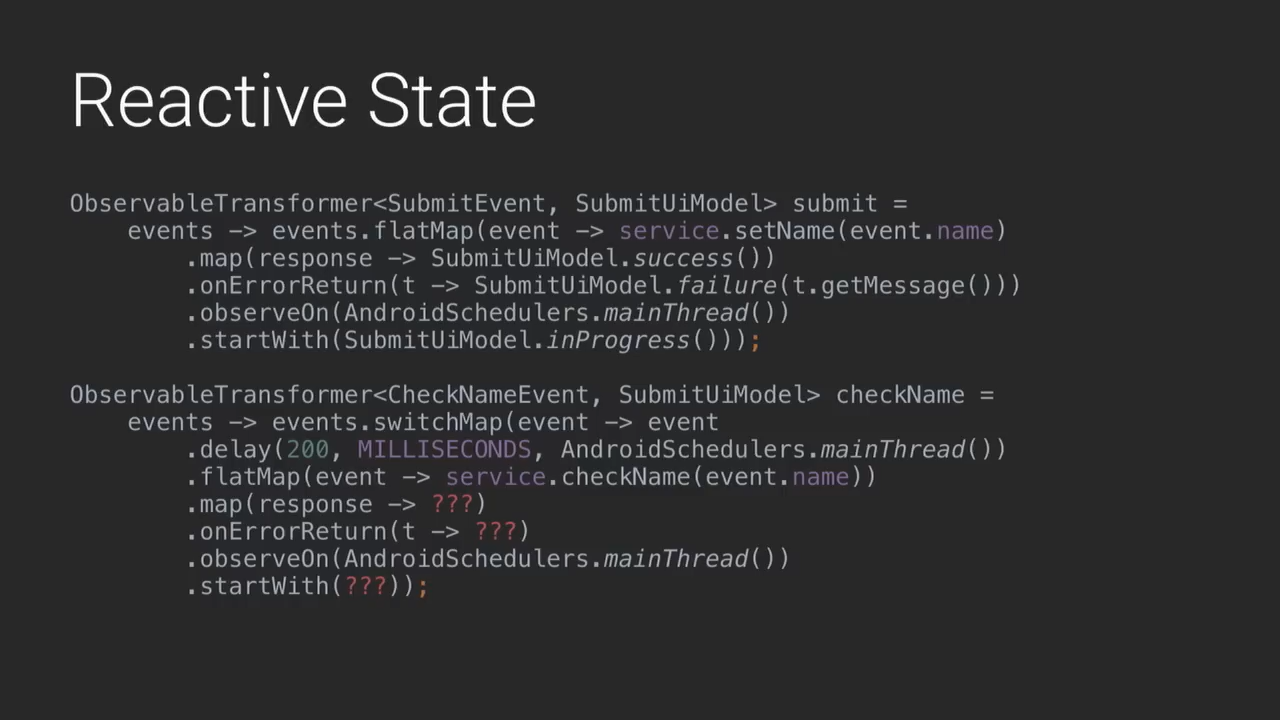 Reactive State
ObservableTransformer<SubmitEvent, SubmitUiModel> submit =
events -> events.flatMap(event -> service.setName(event.name)
.map(response -> SubmitUiModel.success())
.onErrorReturn(t -> SubmitUiModel.failure(t.getMessage()))
.observeOn(AndroidSchedulers.mainThread())
.startWith(SubmitUiModel.inProgress()));
ObservableTransformer<CheckNameEvent, SubmitUiModel> checkName =
events -> events.switchMap(event -> event
.delay(200, MILLISECONDS, AndroidSchedulers.mainThread())
.flatMap(event -> service.checkName(event.name))
.map(response -> ???)
.onErrorReturn(t -> ???)
.observeOn(AndroidSchedulers.mainThread())
.startWith(???));